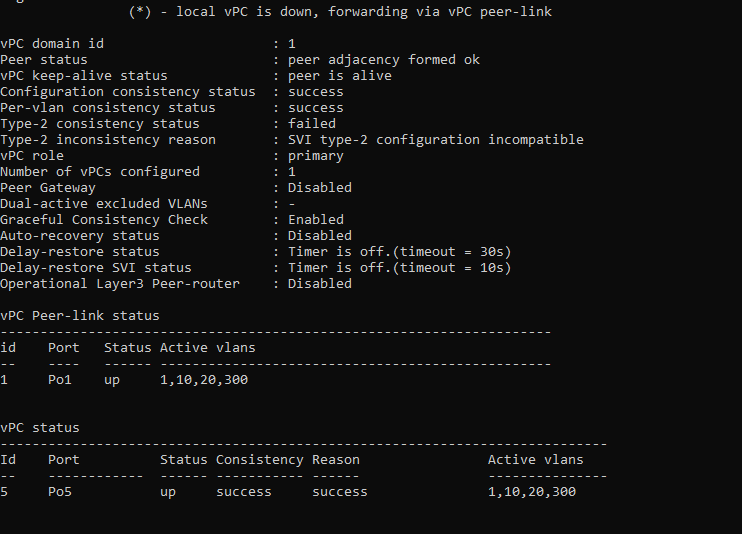 (*) - local vPC is down, forwarding via vPC peer-link
vPC domain id                     : 1
Peer status                       : peer adjacency formed ok
vPC keep-alive status             : peer is alive
Configuration consistency status  : success
Per-vlan consistency status       : success
Type-2 consistency status         : failed
Type-2 inconsistency reason       : SVI type-2 configuration incompatible
vPC role                          : primary
Number of vPCs configured         : 1
Peer Gateway                      : Disabled
Dual-active excluded VLANs        : -
Graceful Consistency Check        : Enabled
Auto-recovery status              : Disabled
Delay-restore status              : Timer is off.(timeout = 30s)
Delay-restore SVI status          : Timer is off.(timeout = 10s)
Operational Layer3 Peer-router    : Disabled
vPC Peer-link status
---------------------------------------------------------------------
id    Port   Status Active vlans
--    ----   ------ -------------------------------------------------
1     Po1    up     1,10,20,300
vPC status
----------------------------------------------------------------------------
Id    Port          Status Consistency Reason                Active vlans
--    ------------  ------ ----------- ------                ---------------
5     Po5           up     success     success               1,10,20,300